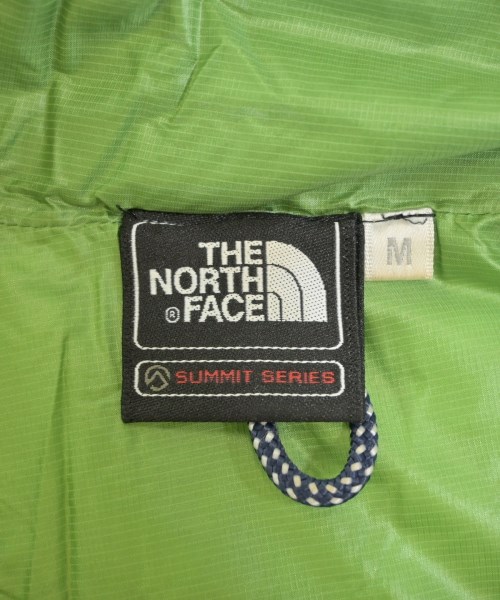 THE
NORTH
® FACE
M
SUMMIT SERIES